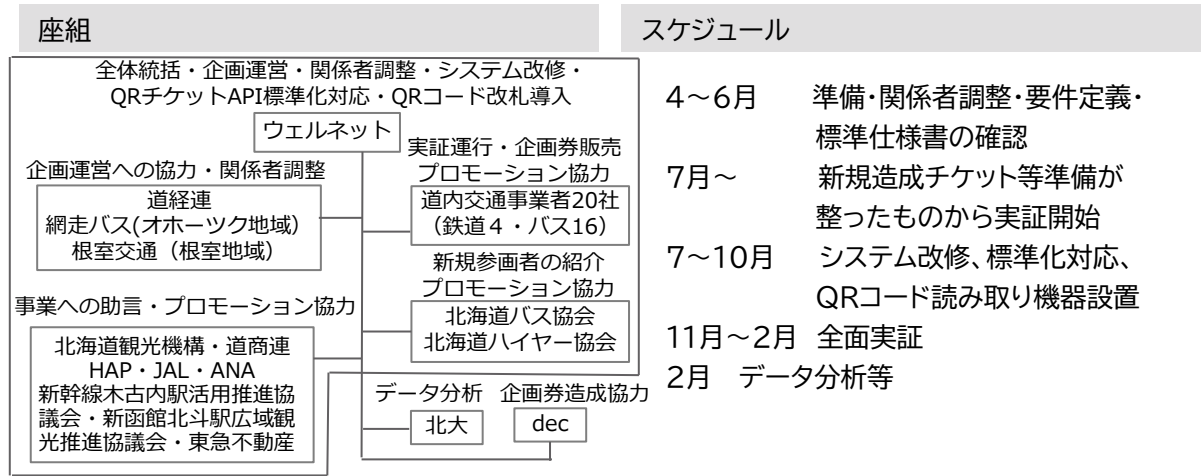 座組
全体統括・企画運営・関係者調整・システム改修・
QRチケットAPI標準化対応・QRコード改札導入
ウェルネット
企画運営への協力・関係者調整
道経連
網走バス(オホーツク地域)
根室交通（根室地域）
実証運行・企画券販売
プロモーション協力
道内交通事業者20社
（鉄道４・バス16）
新規参画者の紹介
プロモーション協力
北海道バス協会
北海道ハイヤー協会
事業への助言・プロモーション協力
北海道観光機構・道商連
HAP・JAL・ANA
新幹線木古内駅活用推進協
議会・新函館北斗駅広域観
光推進協議会・東急不動産
データ分析
北大
企画券造成協力
dec
スケジュール
4～6月 準備・関係者調整・要件定義・
標準仕様書の確認
7月～ 新規造成チケット等準備が
整ったものから実証開始
7～10月 システム改修、標準化対応、
QRコード読み取り機器設置
11月～2月 全面実証
2月 データ分析等